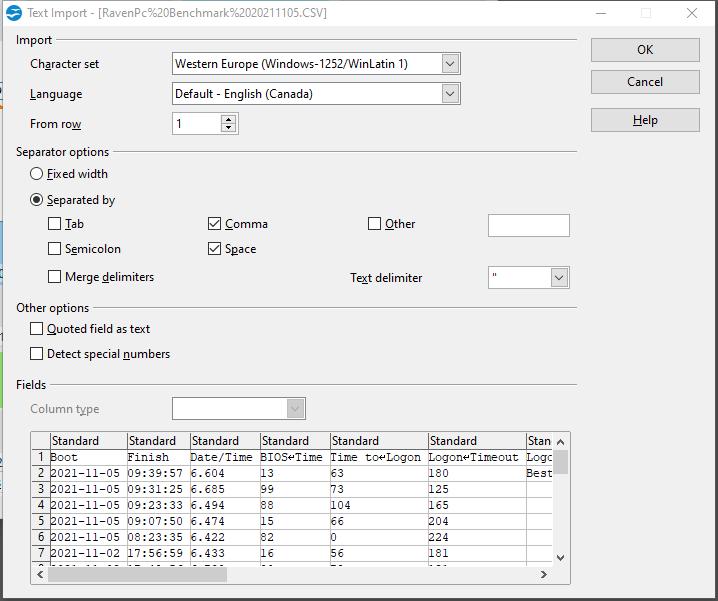 Text Import - [RavenPc%20Benchmark%2020211105.CSV]
Import
Character set Western Europe (Windows-1252/WinLatin 1)
Language Default - English (Canada)
From row 1
OK
Cancel
Help
Separator options
Fixed width
Separated by
Tab Comma Other
Semicolon Space
Merge delimiters Text delimiter "
Other options
Quoted field as text
Detect special numbers
Fields
Column type
Standard Standard Standard Standard Standard Standard Stan
1 Boot Finish Date/Time BIOS↵Time Time to↵Logon Logon↵Timeout Logo
2 2021-11-05 09:39:57 6.604 13 63 180 Best
3 2021-11-05 09:31:25 6.685 99 73 125
4 2021-11-05 09:23:33 6.494 88 104 165
5 2021-11-05 09:07:50 6.474 15 66 204
6 2021-11-05 08:23:35 6.422 82 0 224
7 2021-11-02 17:56:59 6.433 16 56 181